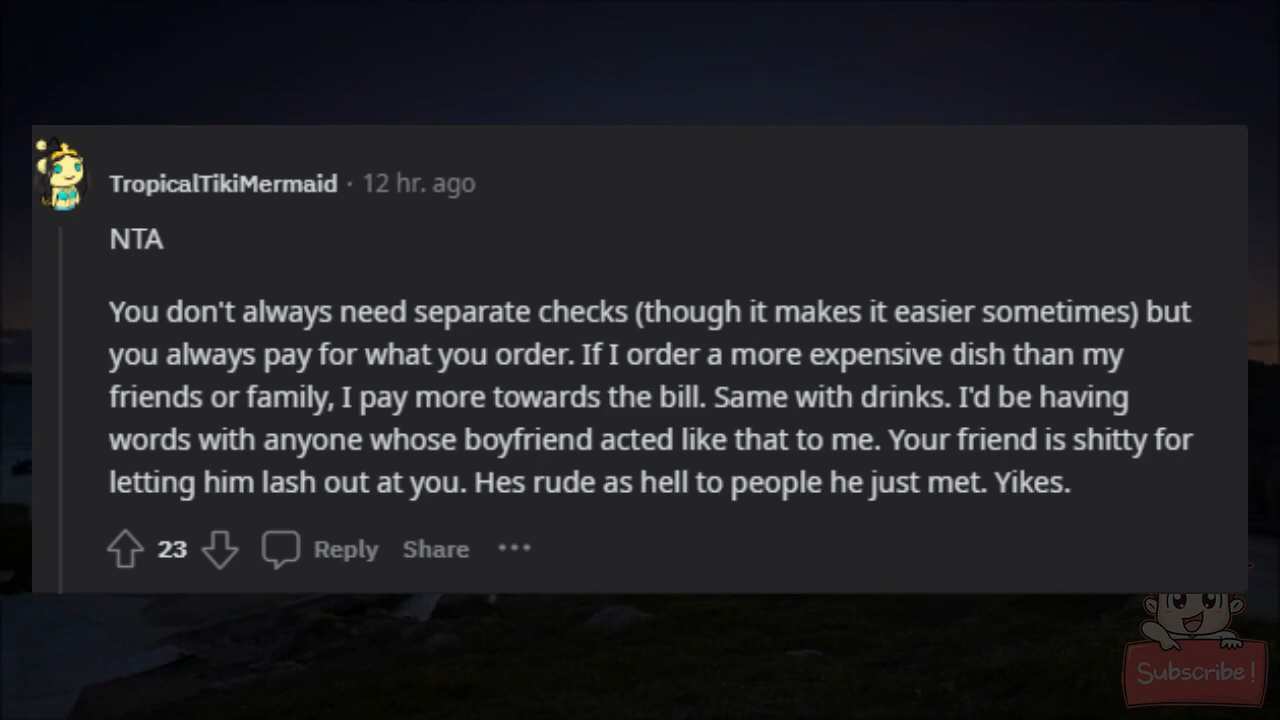 TropicalTikiMermaid · 12 hr. ago
NTA
You don't always need separate checks (though it makes it easier sometimes) but
you always pay for what you order. If I order a more expensive dish than my
friends or family, I pay more towards the bill. Same with drinks. I'd be having
words with anyone whose boyfriend acted like that to me. Your friend is shitty for
letting him lash out at you. Hes rude as hell to people he just met. Yikes.
23 Reply Share ···
Subscribe!